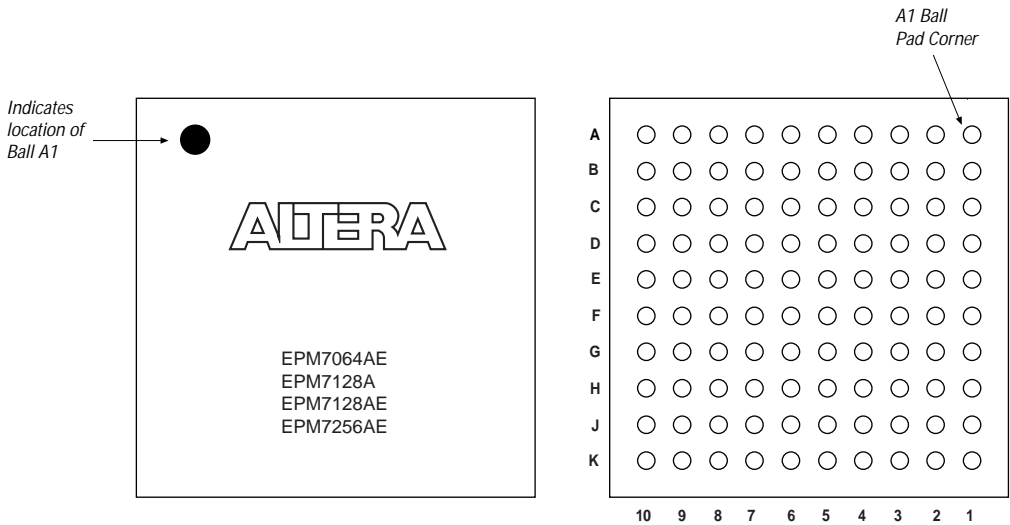 A1 Ball
Pad Corner
Indicates
location of
Ball A1
ALTERA
EPM7064AE
EPM7128A
EPM7128AE
EPM7256AE
A
B
C
D
E
F
G
H
J
K
10 9 8 7 6 5 4 3 2 1